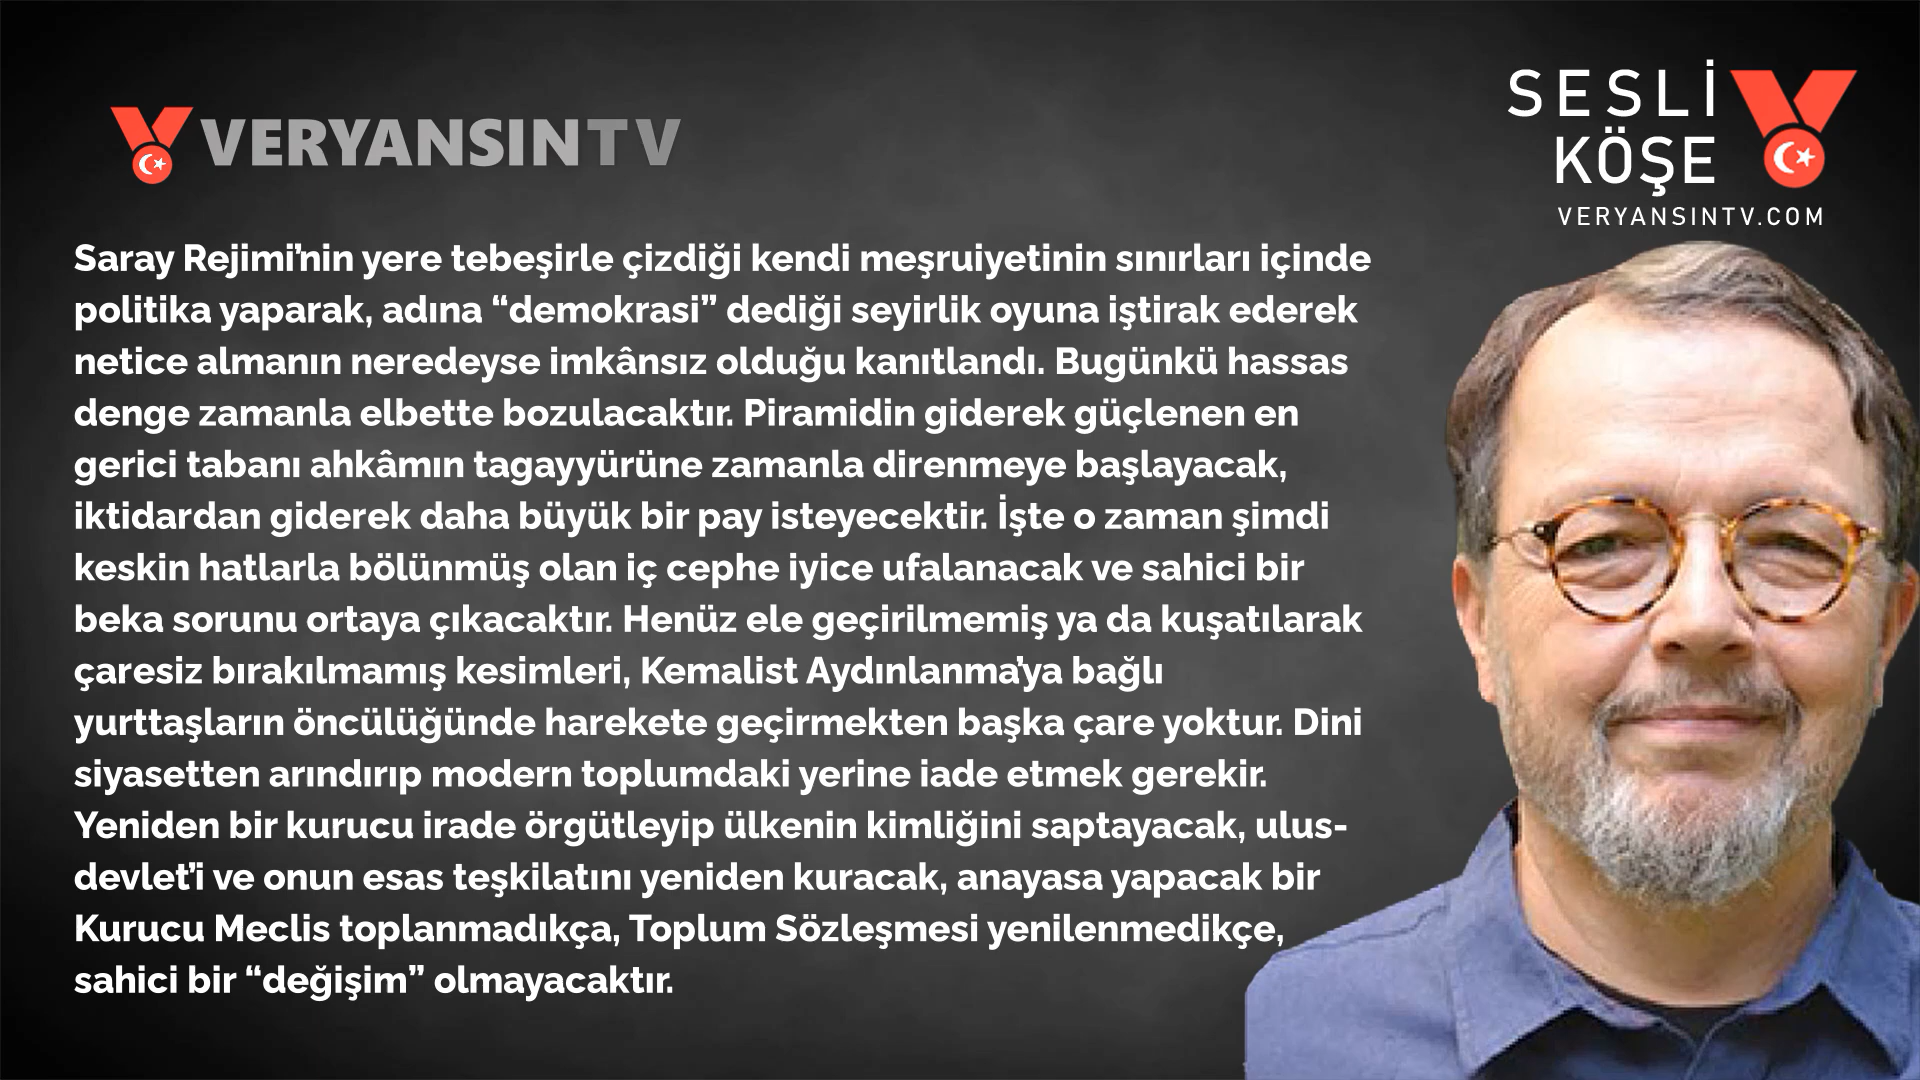 VERYANSINTV
SESLİ
KÖŞE
VERYANSINTV.COM
Saray Rejimi’nin yere tebeşirle çizdiği kendi meşruiyetinin sınırları içinde
politika yaparak, adına “demokrasi” dediği seyirlik oyuna iştirak ederek
netice almanın neredeyse imkânsız olduğu kanıtlandı. Bugünkü hassas
denge zamanla elbette bozulacaktır. Piramidin giderek güçlenen en
gerici tabanı ahkâmın tagayyürüne zamanla direnmeye başlayacak,
iktidardan giderek daha büyük bir pay isteyecektir. İşte o zaman şimdi
keskin hatlarla bölünmüş olan iç cephe iyice ufalanacak ve sahici bir
beka sorunu ortaya çıkacaktır. Henüz ele geçirilmemiş ya da kuşatılarak
çaresiz bırakılmamış kesimleri, Kemalist Aydınlanma’ya bağlı
yurttaşların öncülüğünde harekete geçirmekten başka çare yoktur. Dini
siyasetten arındırıp modern toplumdaki yerine iade etmek gerekir.
Yeniden bir kurucu irade örgütleyip ülkenin kimliğini saptayacak, ulus-
devlet’i ve onun esas teşkilatını yeniden kuracak, anayasa yapacak bir
Kurucu Meclis toplanmadıkça, Toplum Sözleşmesi yenilenmedikçe,
sahici bir “değişim” olmayacaktır.